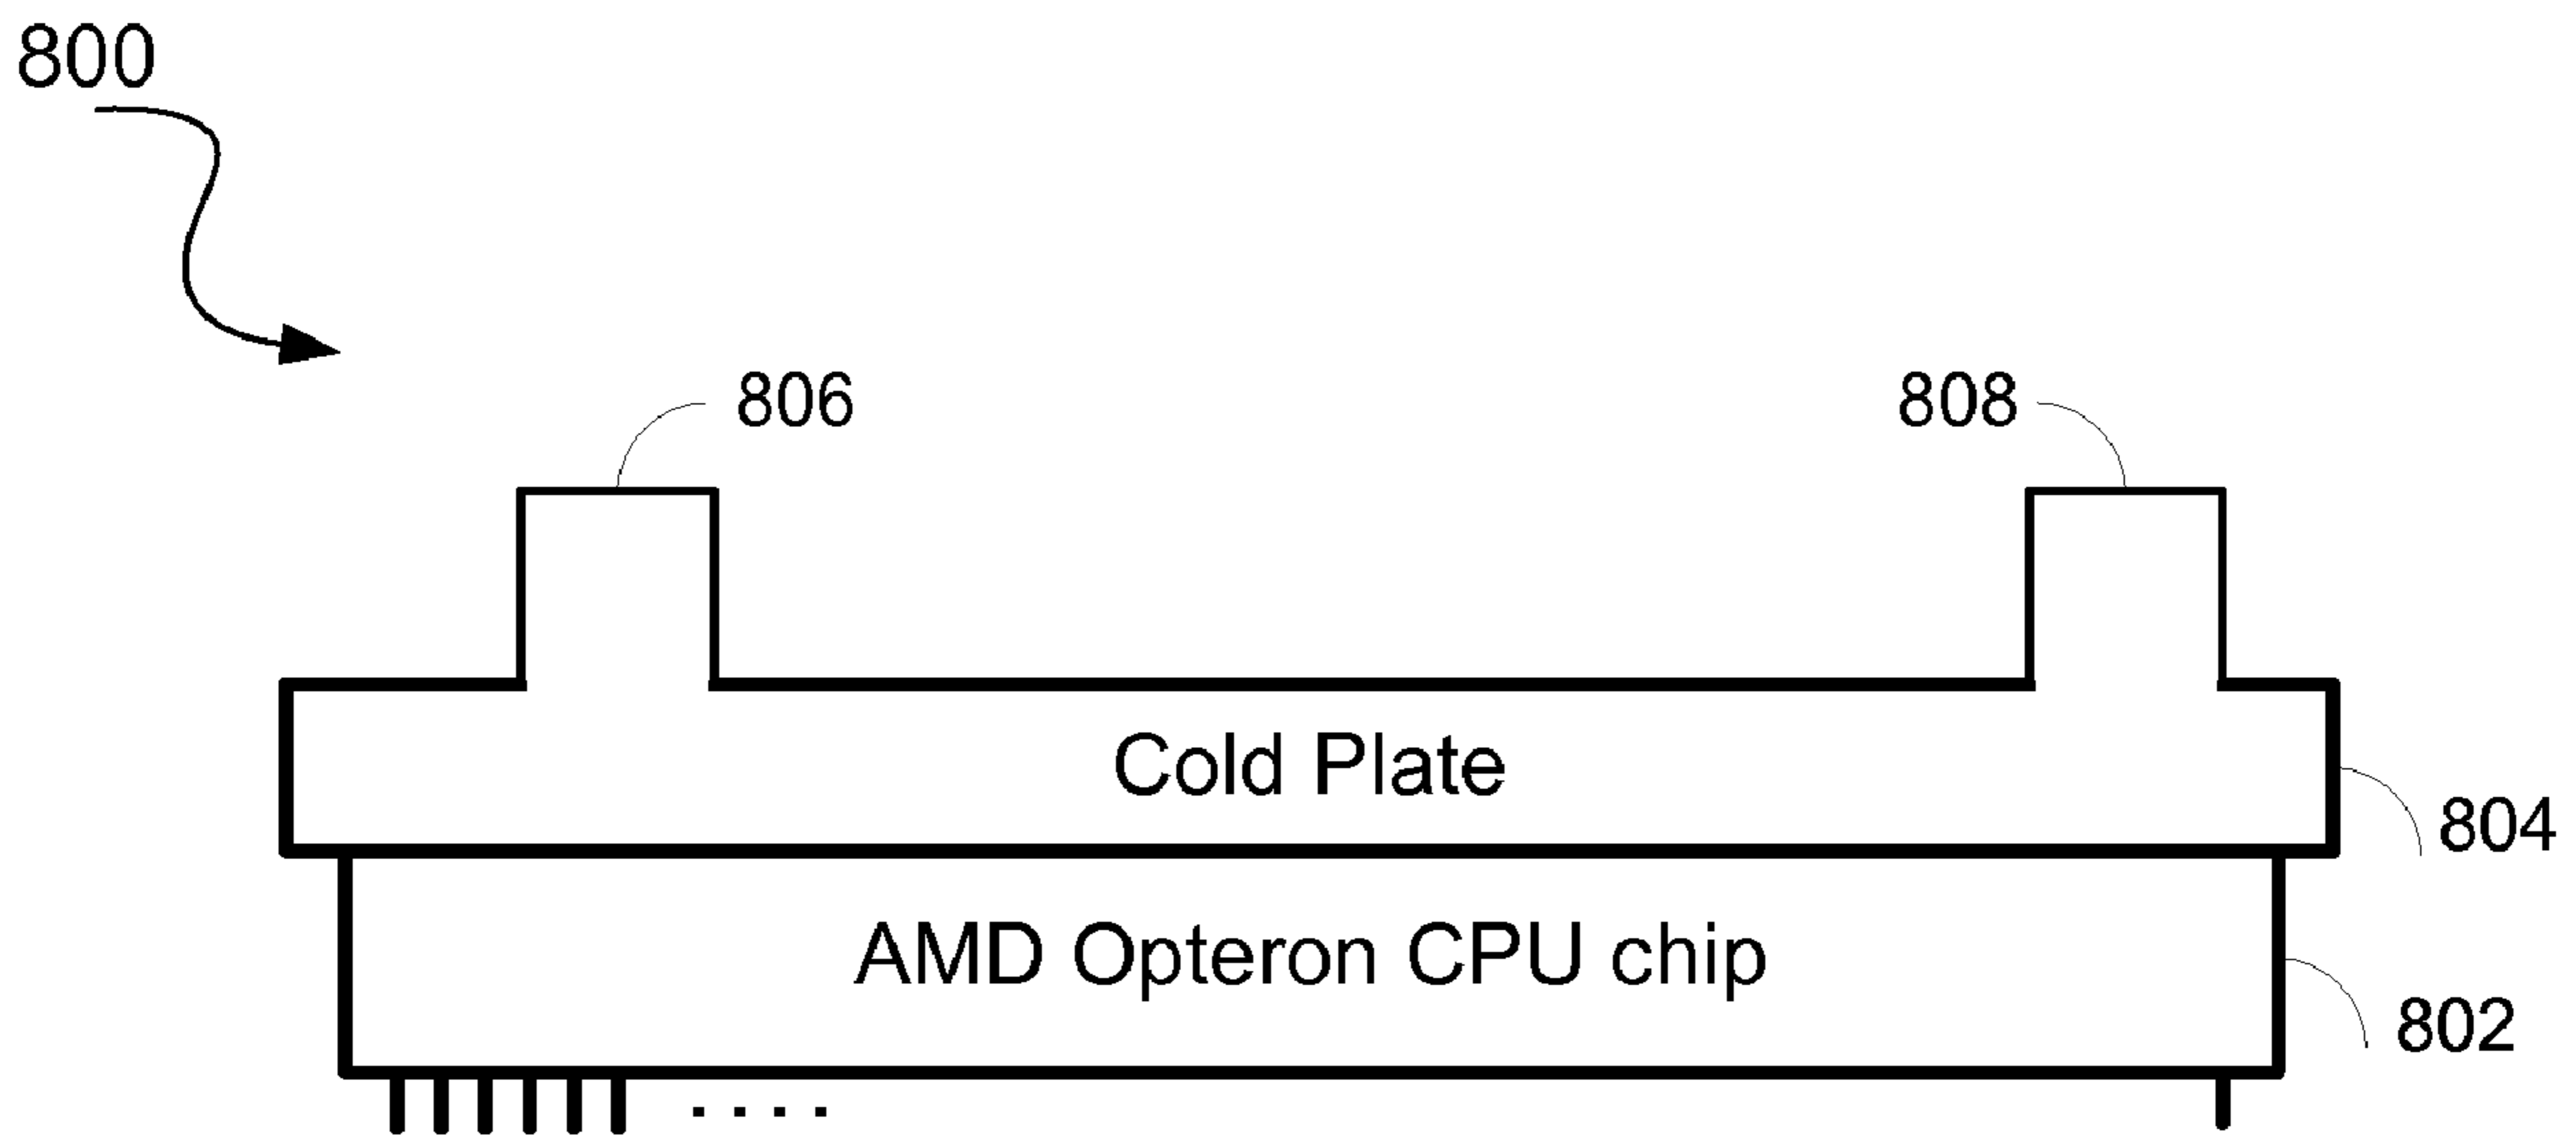 800
806
808
Cold Plate
804
AMD Opteron CPU chip
802
. . . .